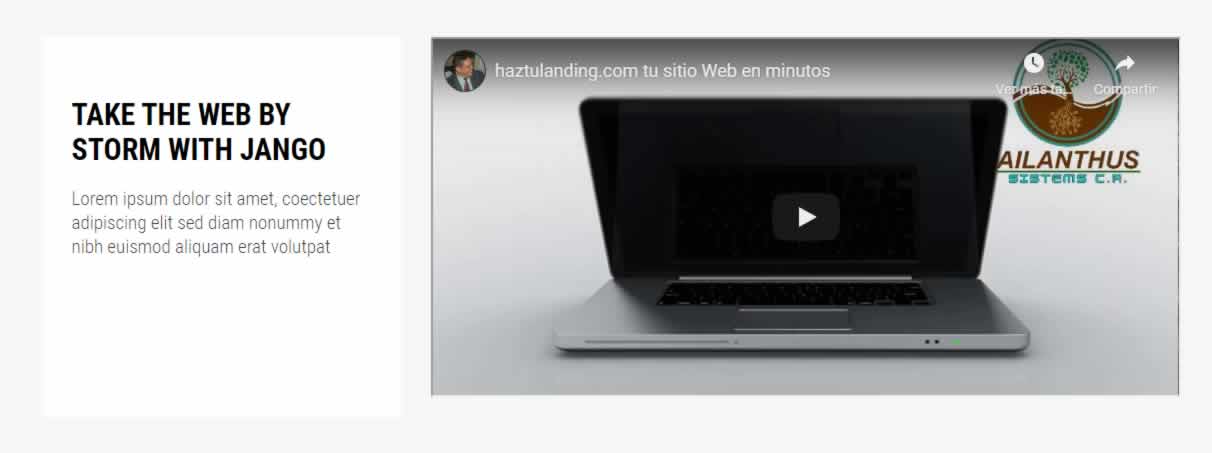 TAKE THE WEB BY
STORM WITH JANGO
Lorem ipsum dolor sit amet, coectetuer
adipiscing elit sed diam nonummy et
nibh euismod aliquam erat volutpat
haztulanding.com tu sitio Web en minutos
Ver más ta...
Compartir
AILANTHUS
SISTEMS C.A.